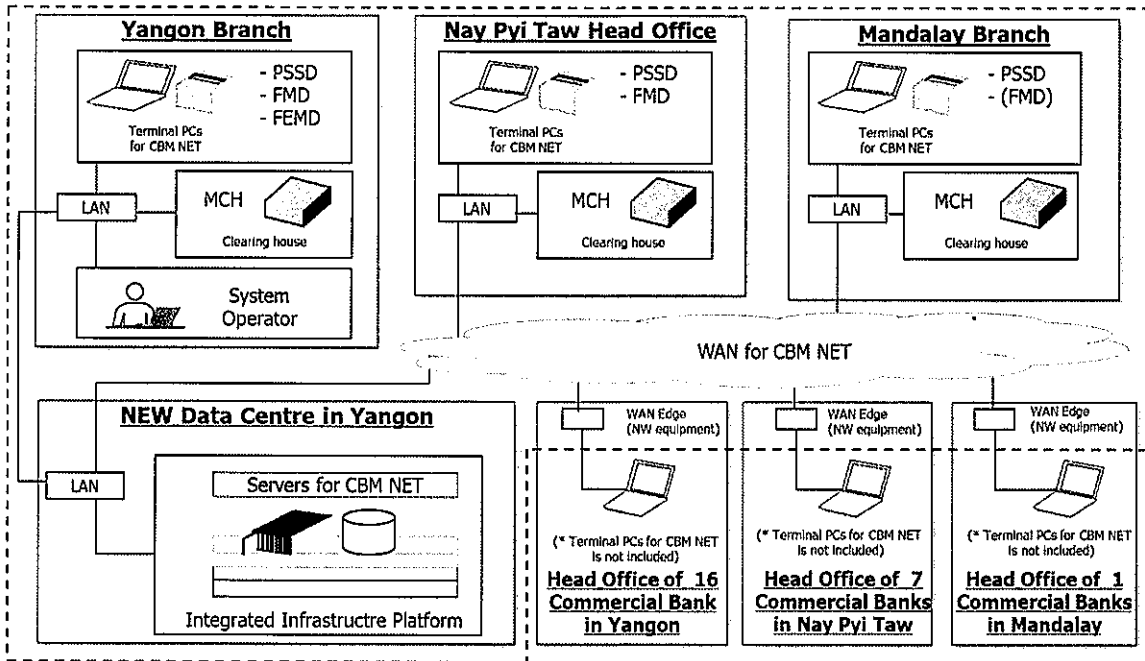 Yangon Branch
- PSSD
- FMD
- FEMD
Terminal PCs
for CBM NET
LAN
MCH
Clearing house
System
Operator
Nay Pyi Taw Head Office
- PSSD
- FMD
Terminal PCs
for CBM NET
LAN
MCH
Clearing house
Mandalay Branch
- PSSD
- (FMD)
Terminal PCs
for CBM NET
LAN
MCH
Clearing house
WAN for CBM NET
NEW Data Centre in Yangon
LAN
Servers for CBM NET
Integrated Infrastructre Platform
WAN Edge
(NW equipment)
(* Terminal PCs for CBM NET
is not included)
Head Office of 16
Commercial Bank
in Yangon
WAN Edge
(NW equipment)
(* Terminal PCs for CBM NET
is not included)
Head Office of 7
Commercial Banks
in Nay Pyi Taw
WAN Edge
(NW equipment)
(* Terminal PCs for CBM NET
is not included)
Head Office of 1
Commercial Banks
in Mandalay